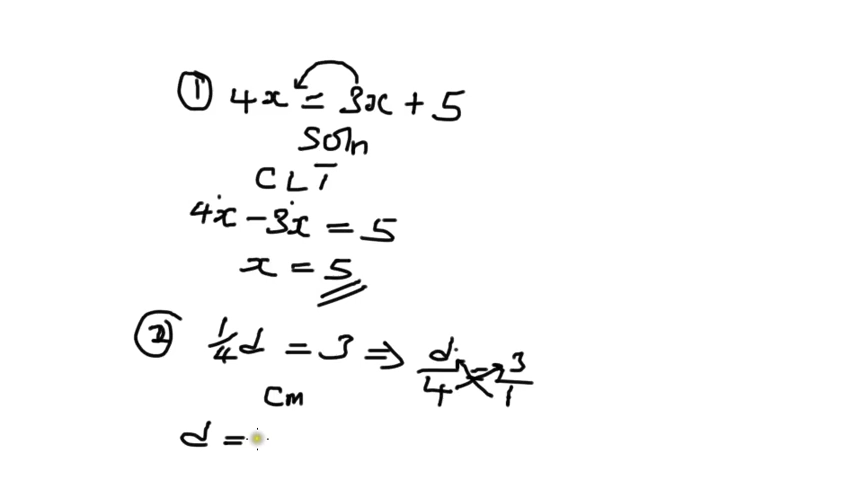 ① 4x = 3x + 5
Soln
CLT
4x - 3x = 5
x = 5
② 1/4 d = 3 ⇒ d/4 = 3/1
Cm
d =